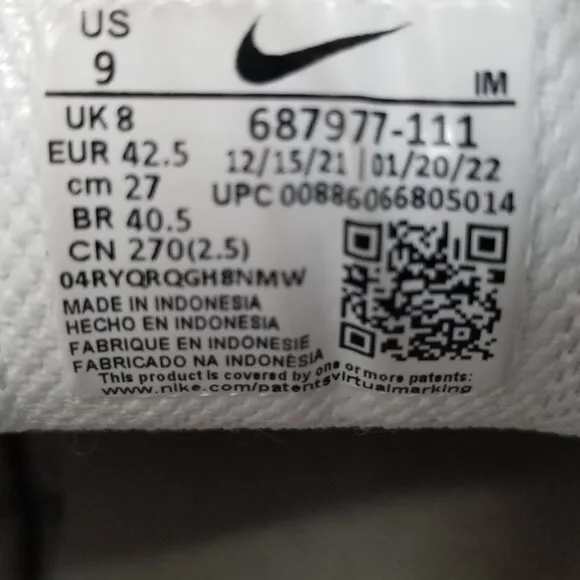 US
9
IM
UK 8
EUR 42.5
cm 27
BR 40.5
CN 270(2.5)
687977-111
12/15/21 | 01/20/22
UPC 00886066805014
04RYQRQGH8NMW
MADE IN INDONESIA
HECHO EN INDONESIA
FABRIQUE EN INDONESIE
FABRICADO NA INDONÉSIA
This product is covered by one or more patents:
www.nike.com/patentsvirtualmarking